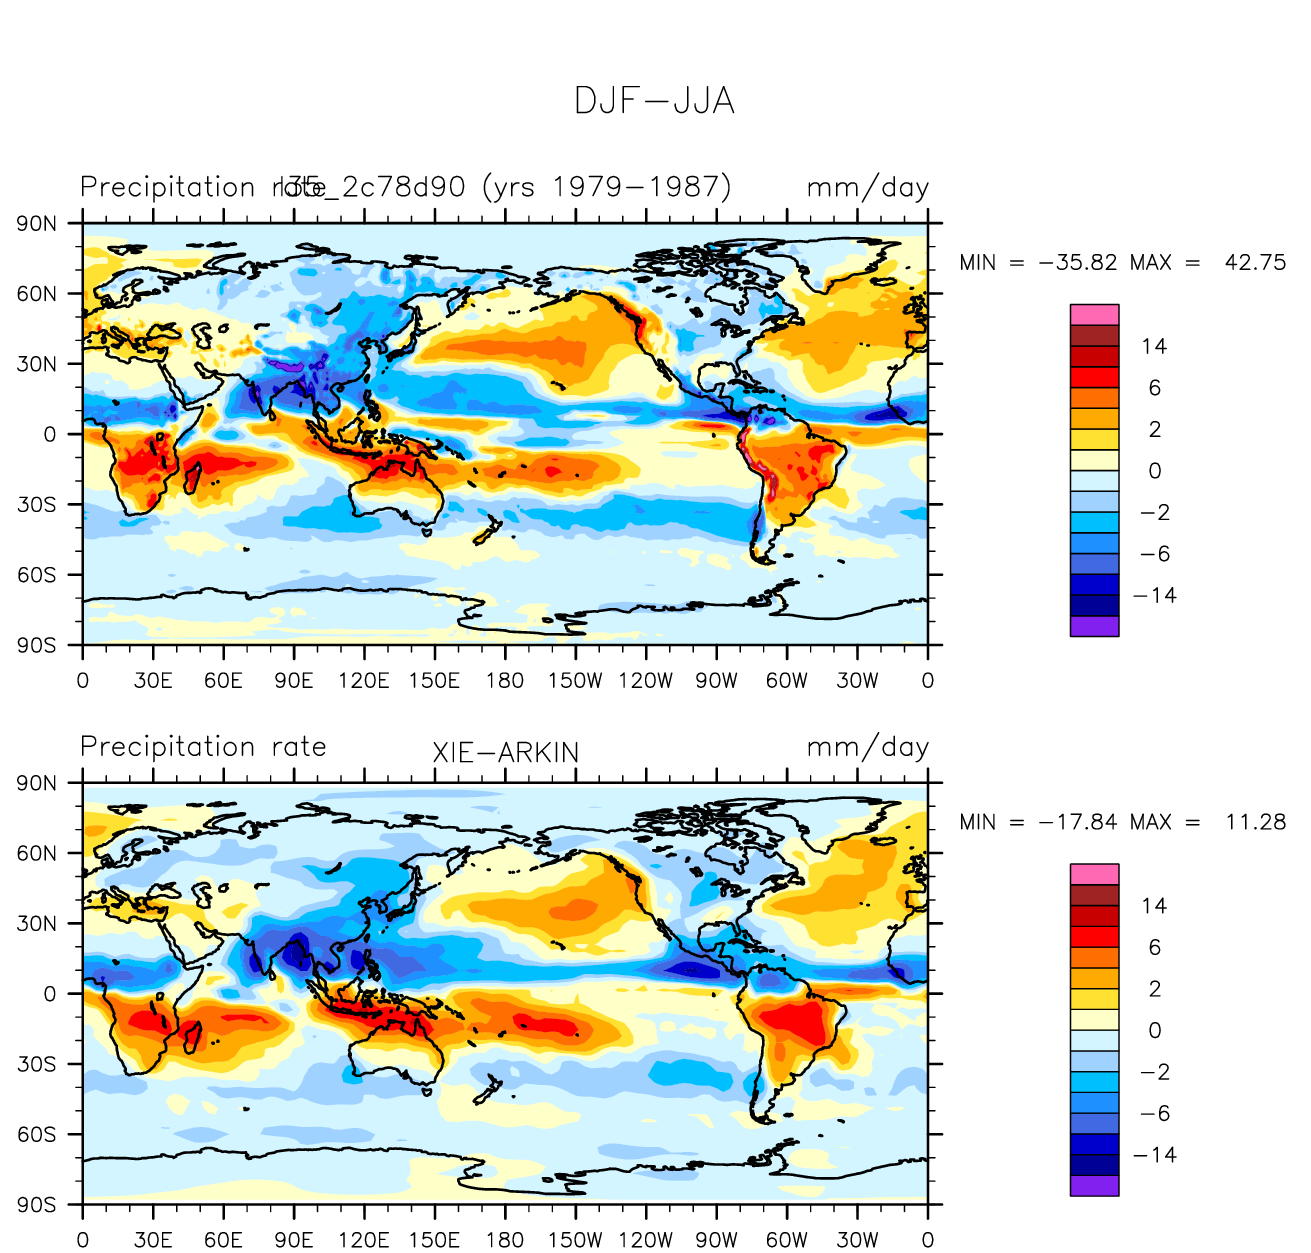 DJF−JJA
Precipitation rate l35_2c78d90 (yrs 1979−1987) mm/day
90N
60N
30N
0
30S
60S
90S
0 30E 60E 90E 120E 150E 180 150W 120W 90W 60W 30W 0
MIN = −35.82 MAX = 42.75
14
6
2
0
−2
−6
−14
Precipitation rate XIE−ARKIN mm/day
90N
60N
30N
0
30S
60S
90S
0 30E 60E 90E 120E 150E 180 150W 120W 90W 60W 30W 0
MIN = −17.84 MAX = 11.28
14
6
2
0
−2
−6
−14